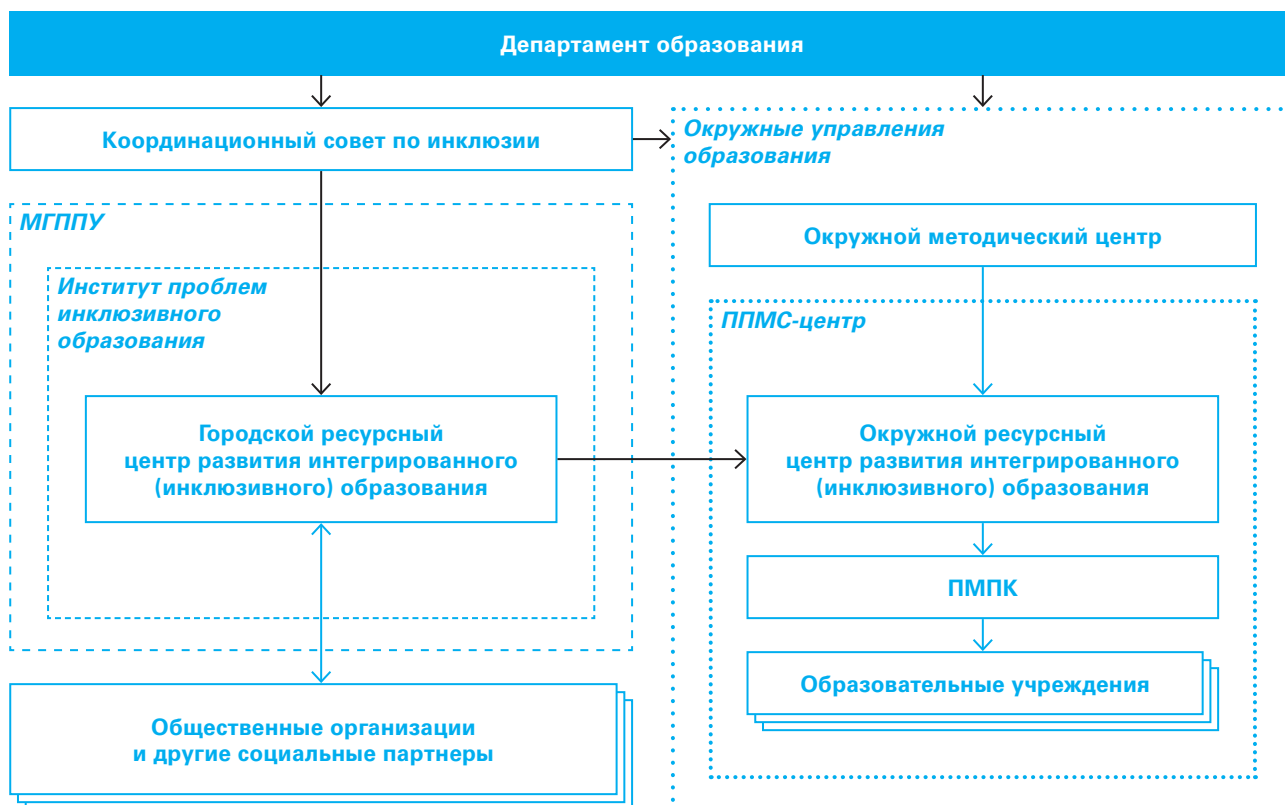 Департамент образования
Координационный совет по инклюзии
Окружные управления
образования
МГППУ
Институт проблем
инклюзивного
образования
Городской ресурсный
центр развития интегрированного
(инклюзивного) образования
Общественные организации
и другие социальные партнеры
Окружной методический центр
ППМС-центр
Окружной ресурсный
центр развития интегрированного
(инклюзивного) образования
ПМПК
Образовательные учреждения